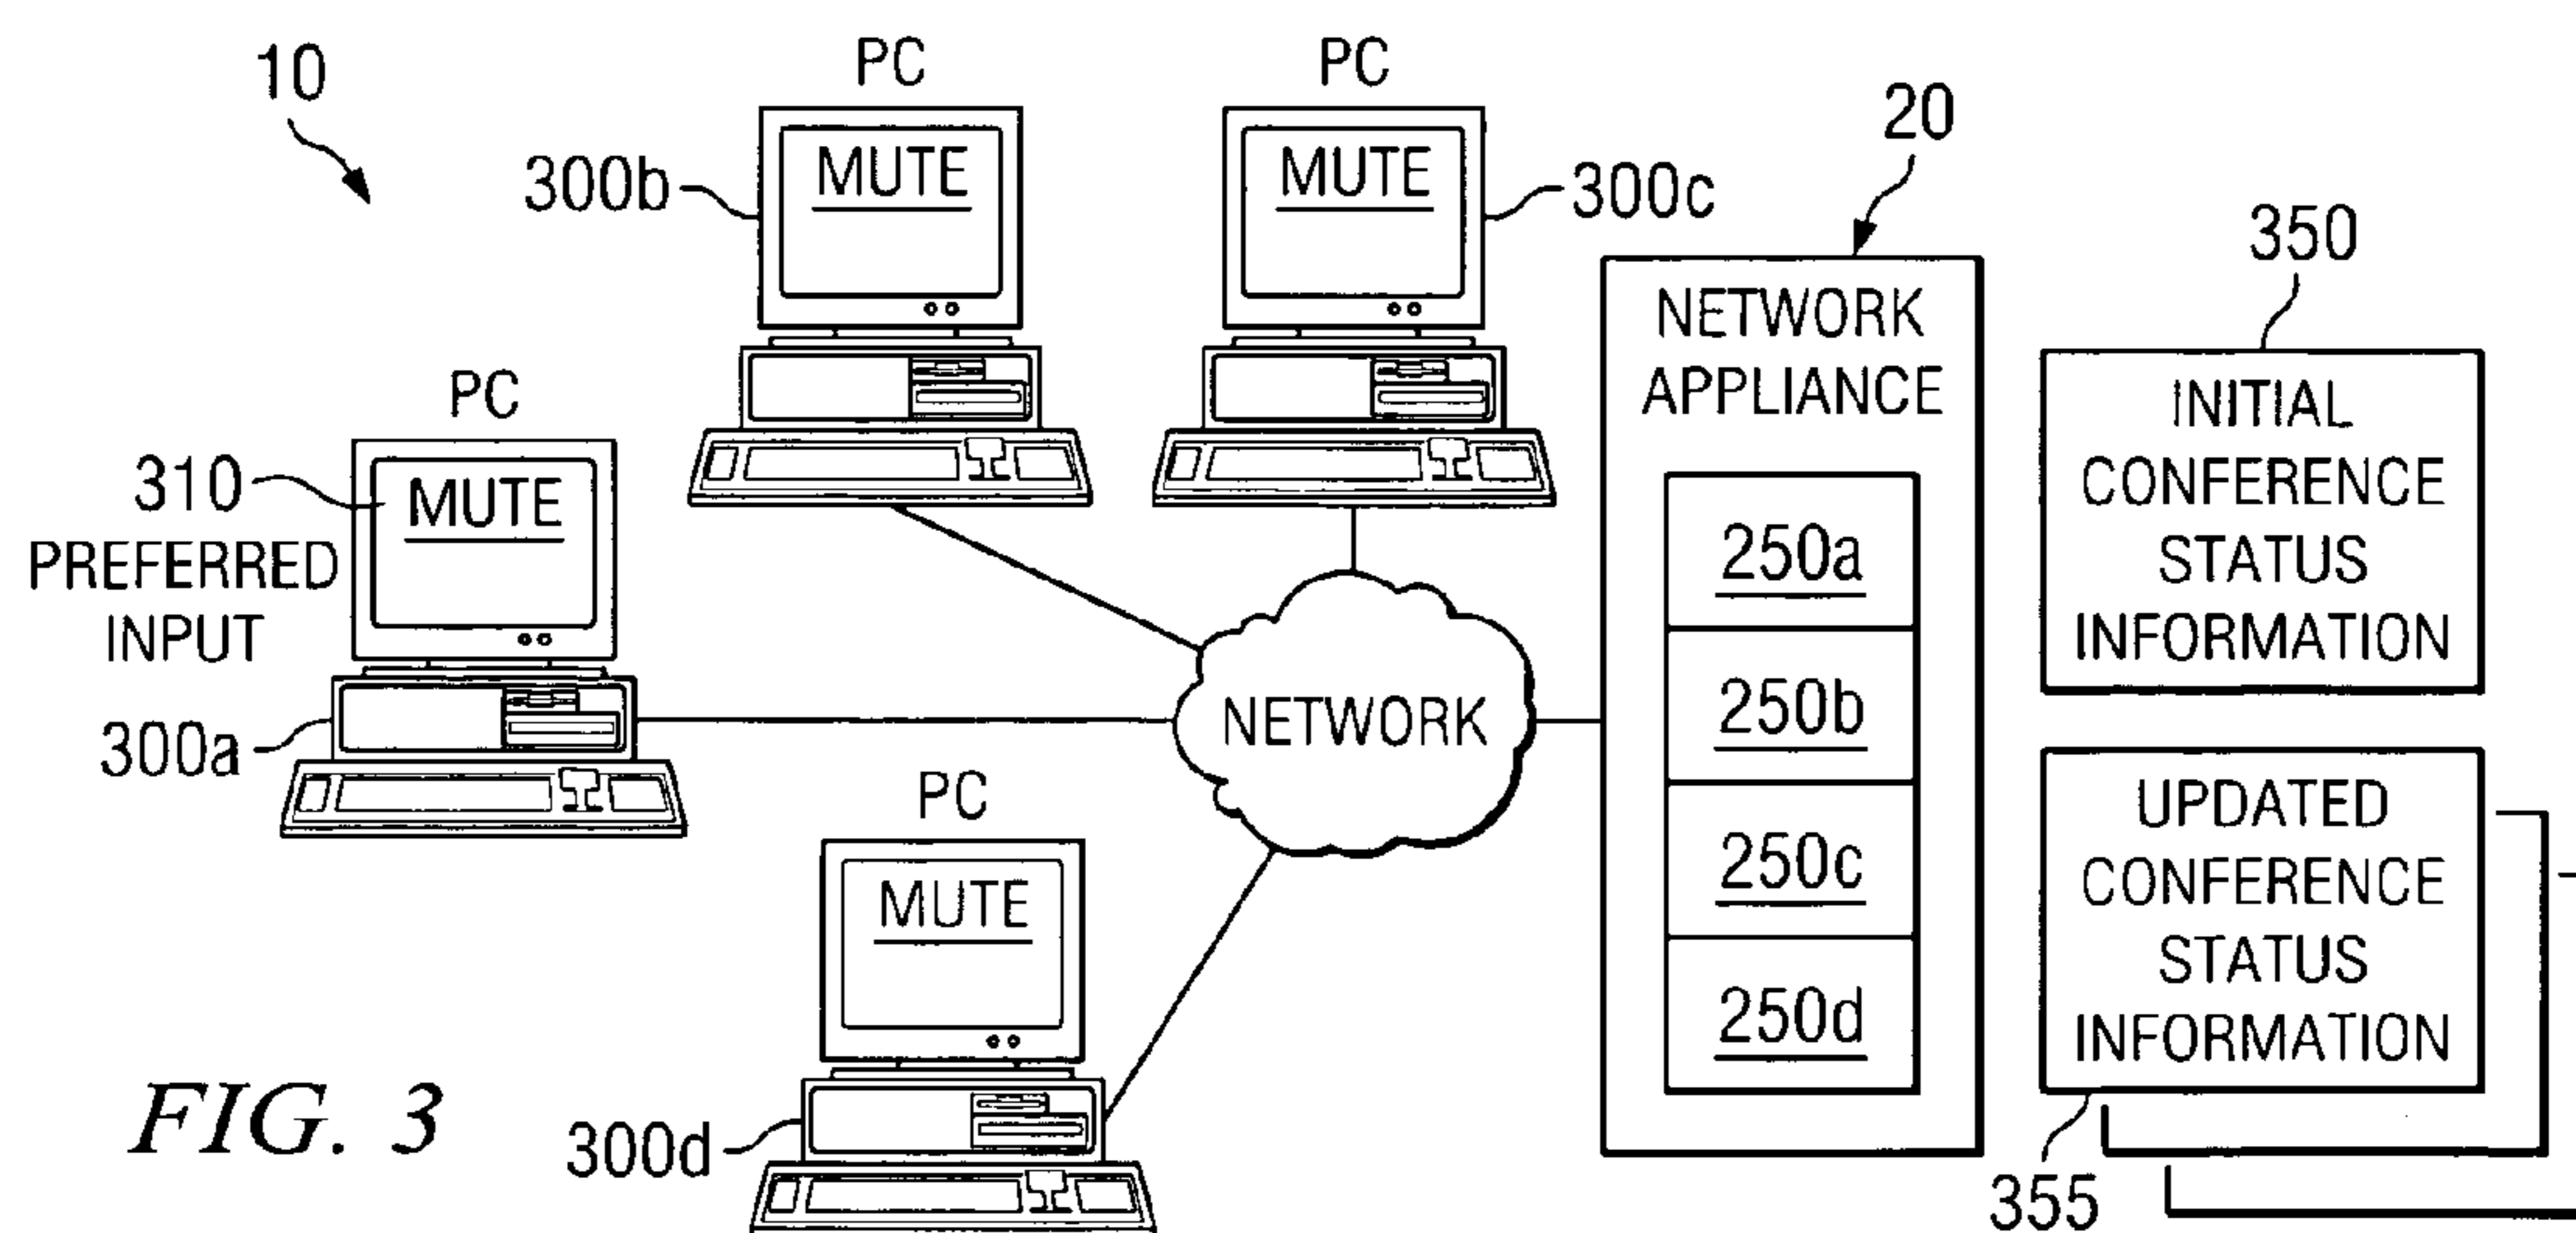 10
PC
PC
20
300b
MUTE
MUTE
300c
350
NETWORK
APPLIANCE
INITIAL
CONFERENCE
STATUS
INFORMATION
PC
310
MUTE
PREFERRED
INPUT
250a
250b
250c
250d
NETWORK
300a
PC
MUTE
UPDATED
CONFERENCE
STATUS
INFORMATION
FIG. 3
300d
355